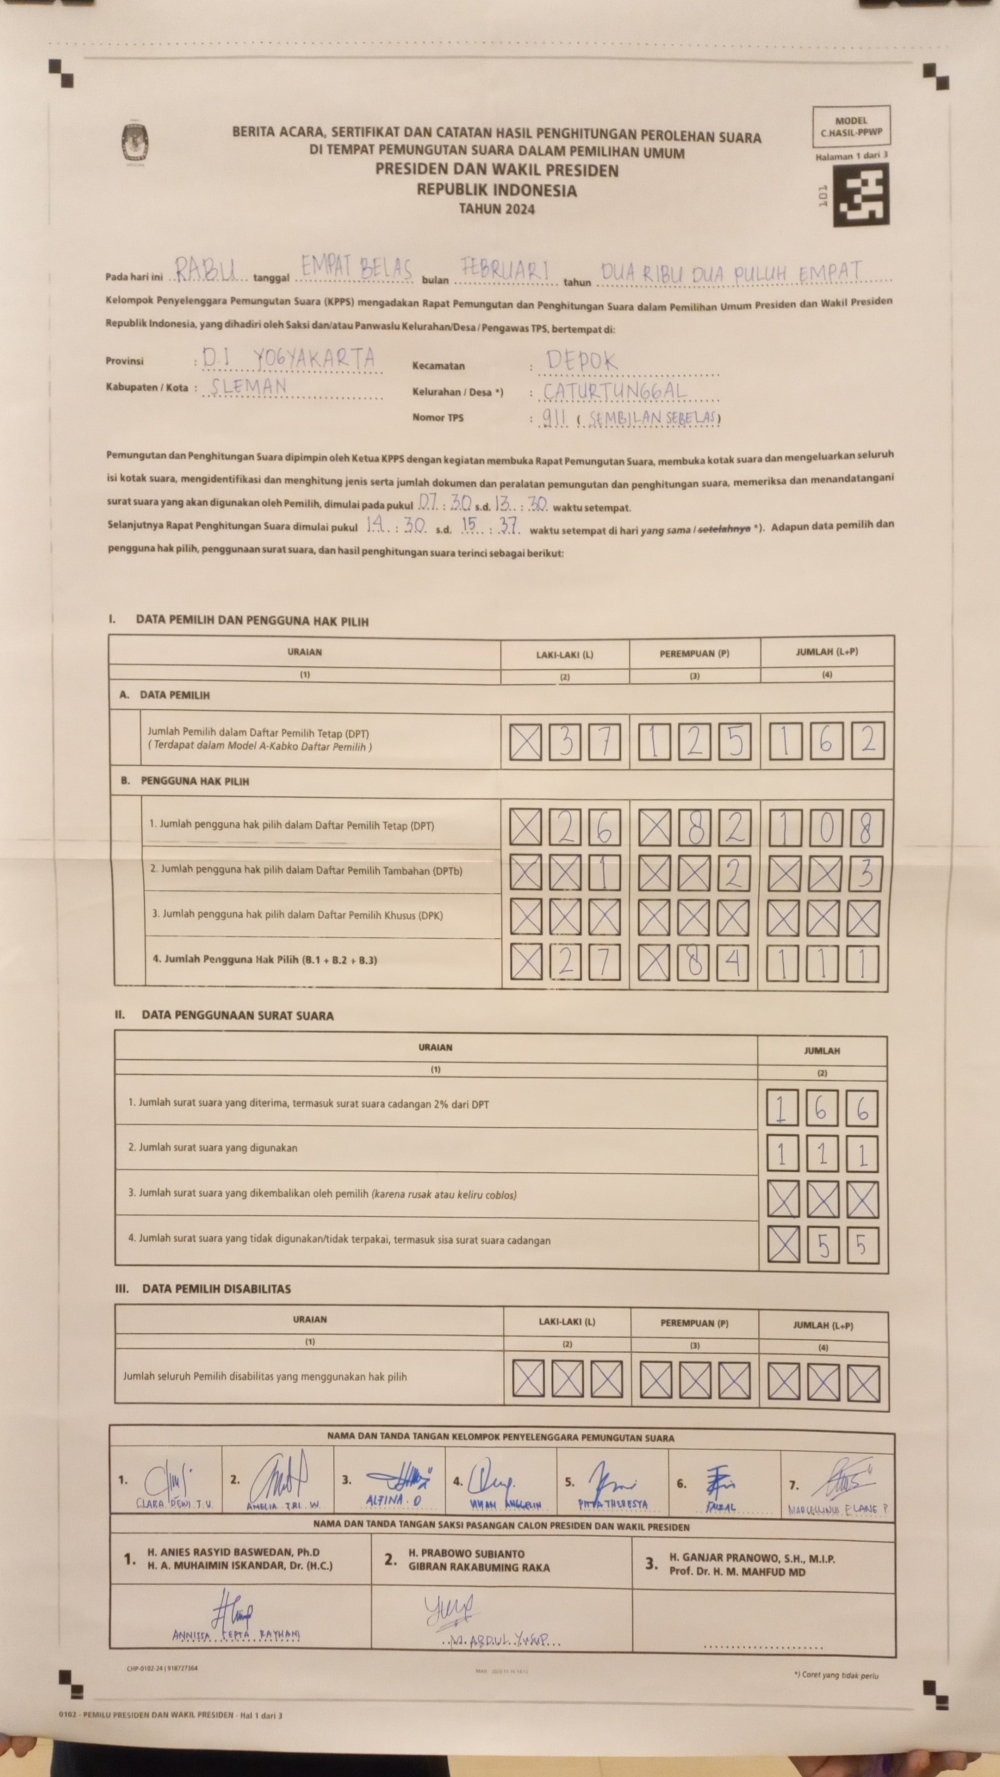 MODEL
C.HASIL-PPWP
Halaman 1 dari 3
101
BERITA ACARA, SERTIFIKAT DAN CATATAN HASIL PENGHITUNGAN PEROLEHAN SUARA
DI TEMPAT PEMUNGUTAN SUARA DALAM PEMILIHAN UMUM
PRESIDEN DAN WAKIL PRESIDEN
REPUBLIK INDONESIA
TAHUN 2024
Pada hari ini RABU tanggal EMPAT BELAS bulan FEBRUARI tahun DUA RIBU DUA PULUH EMPAT
Kelompok Penyelenggara Pemungutan Suara (KPPS) mengadakan Rapat Pemungutan dan Penghitungan Suara dalam Pemilihan Umum Presiden dan Wakil Presiden
Republik Indonesia, yang dihadiri oleh Saksi dan/atau Panwaslu Kelurahan/Desa / Pengawas TPS, bertempat di:
Provinsi : D.I YOGYAKARTA Kecamatan : DEPOK
Kabupaten / Kota : SLEMAN Kelurahan / Desa *) : CATURTUNGGAL
Nomor TPS : 911 ( SEMBILAN SEBELAS)
Pemungutan dan Penghitungan Suara dipimpin oleh Ketua KPPS dengan kegiatan membuka Rapat Pemungutan Suara, membuka kotak suara dan mengeluarkan seluruh
isi kotak suara, mengidentifikasi dan menghitung jenis serta jumlah dokumen dan peralatan pemungutan dan penghitungan suara, memeriksa dan menandatangani
surat suara yang akan digunakan oleh Pemilih, dimulai pada pukul 07 : 30 s.d. 13 : 30 waktu setempat.
Selanjutnya Rapat Penghitungan Suara dimulai pukul 14 : 30 s.d. 15 : 37 waktu setempat di hari yang sama / setelahnya *). Adapun data pemilih dan
pengguna hak pilih, penggunaan surat suara, dan hasil penghitungan suara terinci sebagai berikut:
I. DATA PEMILIH DAN PENGGUNA HAK PILIH
URAIAN LAKI-LAKI (L) PEREMPUAN (P) JUMLAH (L+P)
(1) (2) (3) (4)
A. DATA PEMILIH
Jumlah Pemilih dalam Daftar Pemilih Tetap (DPT) X 3 7 1 2 5 1 6 2
( Terdapat dalam Model A-Kabko Daftar Pemilih )
B. PENGGUNA HAK PILIH
1. Jumlah pengguna hak pilih dalam Daftar Pemilih Tetap (DPT) X 2 6 X 8 2 1 0 8
2. Jumlah pengguna hak pilih dalam Daftar Pemilih Tambahan (DPTb) X X 1 X X 2 X X 3
3. Jumlah pengguna hak pilih dalam Daftar Pemilih Khusus (DPK) X X X X X X X X X
4. Jumlah Pengguna Hak Pilih (B.1 + B.2 + B.3) X 2 7 X 8 4 1 1 1
II. DATA PENGGUNAAN SURAT SUARA
URAIAN JUMLAH
(1) (2)
1. Jumlah surat suara yang diterima, termasuk surat suara cadangan 2% dari DPT 1 6 6
2. Jumlah surat suara yang digunakan 1 1 1
3. Jumlah surat suara yang dikembalikan oleh pemilih (karena rusak atau keliru coblos) X X X
4. Jumlah surat suara yang tidak digunakan/tidak terpakai, termasuk sisa surat suara cadangan X 5 5
III. DATA PEMILIH DISABILITAS
URAIAN LAKI-LAKI (L) PEREMPUAN (P) JUMLAH (L+P)
(1) (2) (3) (4)
Jumlah seluruh Pemilih disabilitas yang menggunakan hak pilih X X X X X X X X X
NAMA DAN TANDA TANGAN KELOMPOK PENYELENGGARA PEMUNGUTAN SUARA
1. 2. 3. 4. 5. 6. 7.
CLARA DEWI T.V. AMELIA TRI W. ALFINA O FAIZAL
NAMA DAN TANDA TANGAN SAKSI PASANGAN CALON PRESIDEN DAN WAKIL PRESIDEN
1. H. ANIES RASYID BASWEDAN, Ph.D
H. A. MUHAIMIN ISKANDAR, Dr. (H.C.)
2. H. PRABOWO SUBIANTO
GIBRAN RAKABUMING RAKA
3. H. GANJAR PRANOWO, S.H., M.I.P.
Prof. Dr. H. M. MAHFUD MD
ANNISSA SEPTA RAYHANI M. ABDUL YUSUP
CHP-0102-24 | 918727364
*) Coret yang tidak perlu
0102 - PEMILU PRESIDEN DAN WAKIL PRESIDEN - Hal 1 dari 3